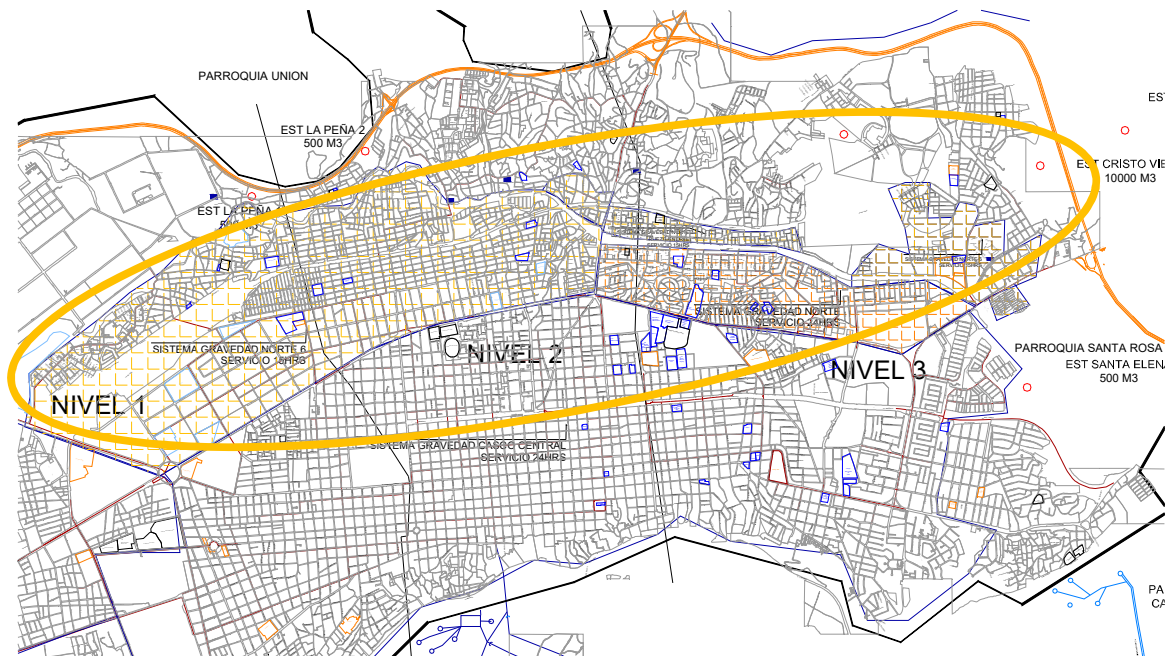 PARROQUIA UNION
EST LA PEÑA 2
500 M3
EST LA PEÑA
EST CRISTO VIE
10000 M3
SISTEMA GRAVEDAD NORTE
SERVICIO 24HRS
SISTEMA GRAVEDAD NORTE 6
SERVICIO 15HRS
NIVEL 1
NIVEL 2
NIVEL 3
PARROQUIA SANTA ROSA
EST SANTA ELENA
500 M3
SISTEMA GRAVEDAD CASCO CENTRAL
SERVICIO 24HRS